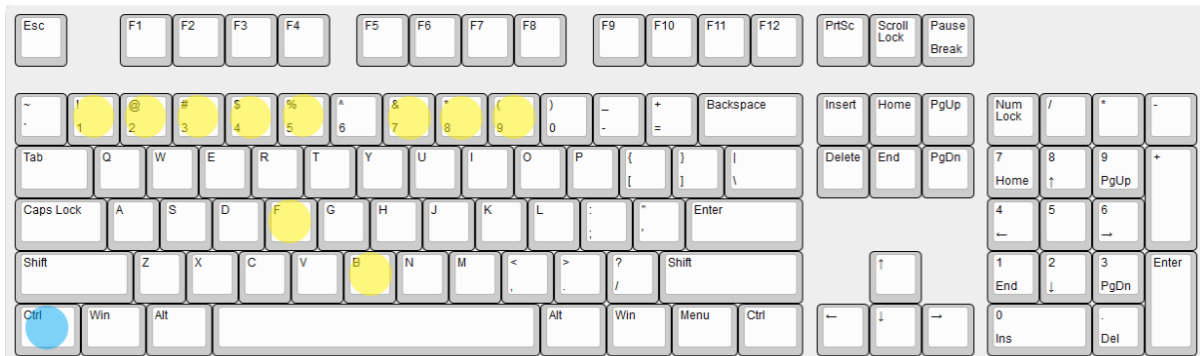 Esc F1 F2 F3 F4 F5 F6 F7 F8 F9 F10 F11 F12 PrtSc Scroll Lock Pause Break
~ ` ! 1 @ 2 # 3 $ 4 % 5 ^ 6 & 7 * 8 ( 9 ) 0 _ - + = Backspace Insert Home PgUp Num Lock / * -
Tab Q W E R T Y U I O P { [ } ] | \ Delete End PgDn 7 Home 8 ↑ 9 PgUp +
Caps Lock A S D F G H J K L : ; " ' Enter 4 ← 5 6 →
Shift Z X C V B N M < , > . ? / Shift ↑ 1 End 2 ↓ 3 PgDn Enter
Ctrl Win Alt Alt Win Menu Ctrl ← ↓ → 0 Ins . Del